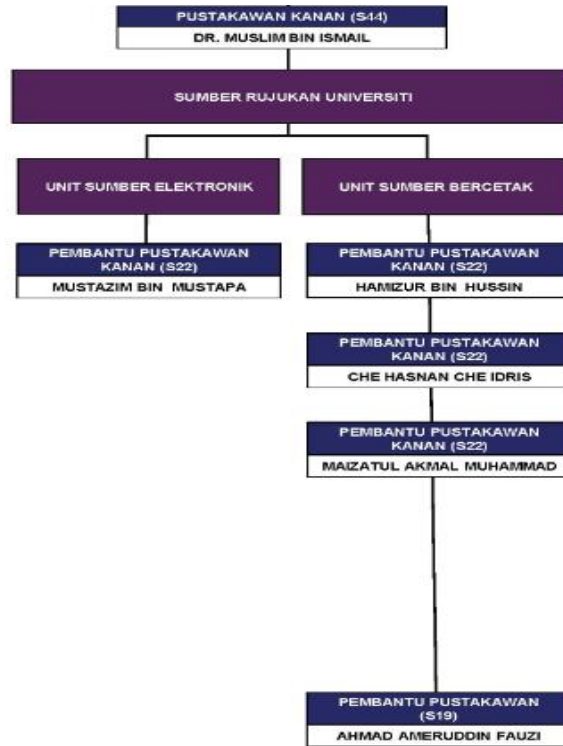 PUSTAKAWAN KANAN (S44)
DR. MUSLIM BIN ISMAIL
SUMBER RUJUKAN UNIVERSITI
UNIT SUMBER ELEKTRONIK
PEMBANTU PUSTAKAWAN
KANAN (S22)
MUSTAZIM BIN MUSTAPA
UNIT SUMBER BERCETAK
PEMBANTU PUSTAKAWAN
KANAN (S22)
HAMIZUR BIN HUSSIN
PEMBANTU PUSTAKAWAN
KANAN (S22)
CHE HASNAN CHE IDRIS
PEMBANTU PUSTAKAWAN
KANAN (S22)
MAIZATUL AKMAL MUHAMMAD
PEMBANTU PUSTAKAWAN
(S19)
AHMAD AMERUDDIN FAUZI